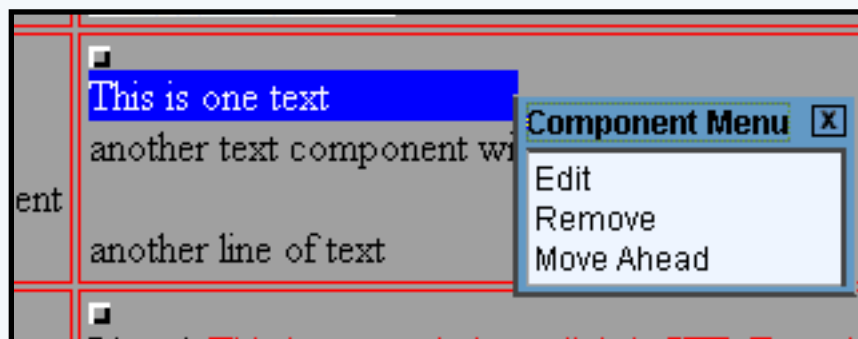 This is one text
another text component wi
ent
another line of text
Component Menu X
Edit
Remove
Move Ahead